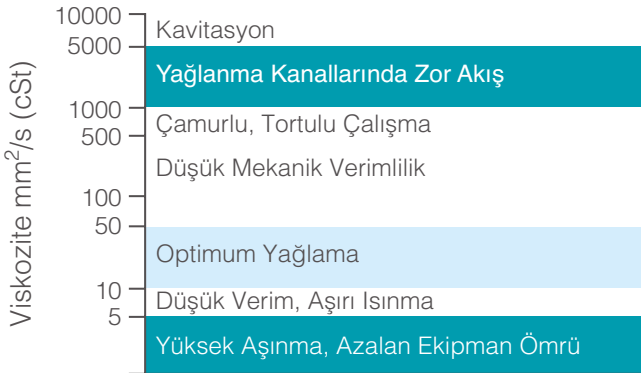 10000
Kavitasyon
5000
Yağlanma Kanallarında Zor Akış
1000
Çamurlu, Tortulu Çalışma
500
Düşük Mekanik Verimlilik
100
50
Optimum Yağlama
10
Düşük Verim, Aşırı Isınma
5
Yüksek Aşınma, Azalan Ekipman Ömrü
Viskozite mm²/s (cSt)